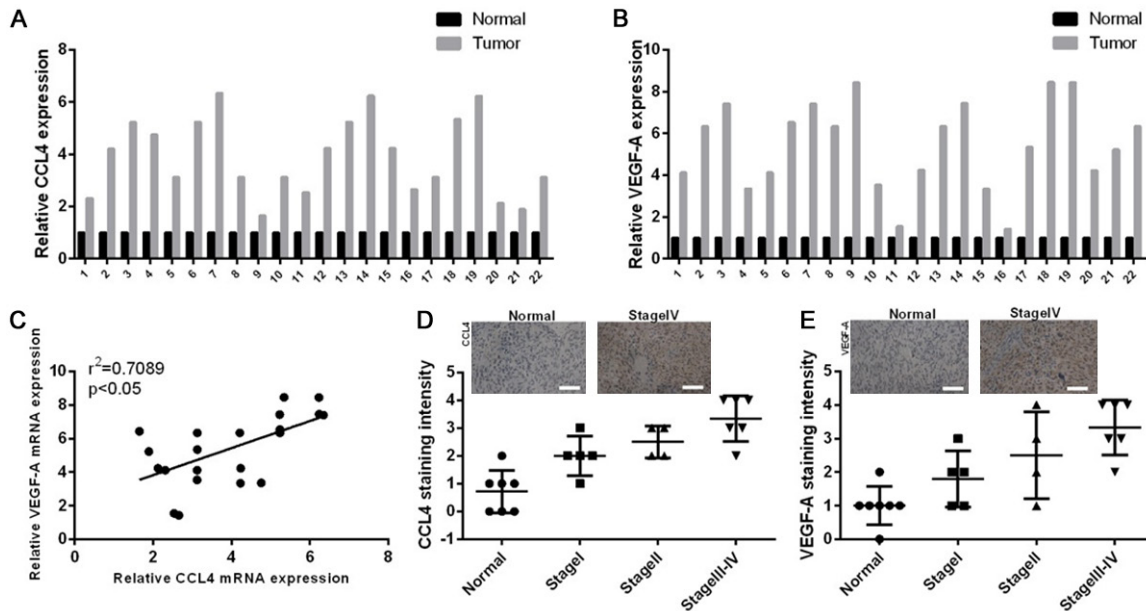 A
Normal
Tumor
Relative CCL4 expression
8
6
4
2
0
1 2 3 4 5 6 7 8 9 10 11 12 13 14 15 16 17 18 19 20 21 22
B
Normal
Tumor
Relative VEGF-A expression
10
8
6
4
2
0
1 2 3 4 5 6 7 8 9 10 11 12 13 14 15 16 17 18 19 20 21 22
C
r²=0.7089
p<0.05
Relative VEGF-A mRNA expression
10
8
6
4
2
0
2 4 6 8
Relative CCL4 mRNA expression
D
Normal
StageIV
CCL4
CCL4 staining intensity
5
4
3
2
1
0
-1
Normal
StageI
StageII
StageIII-IV
E
Normal
StageIV
VEGF-A
VEGF-A staining intensity
5
4
3
2
1
0
Normal
StageI
StageII
StageIII-IV